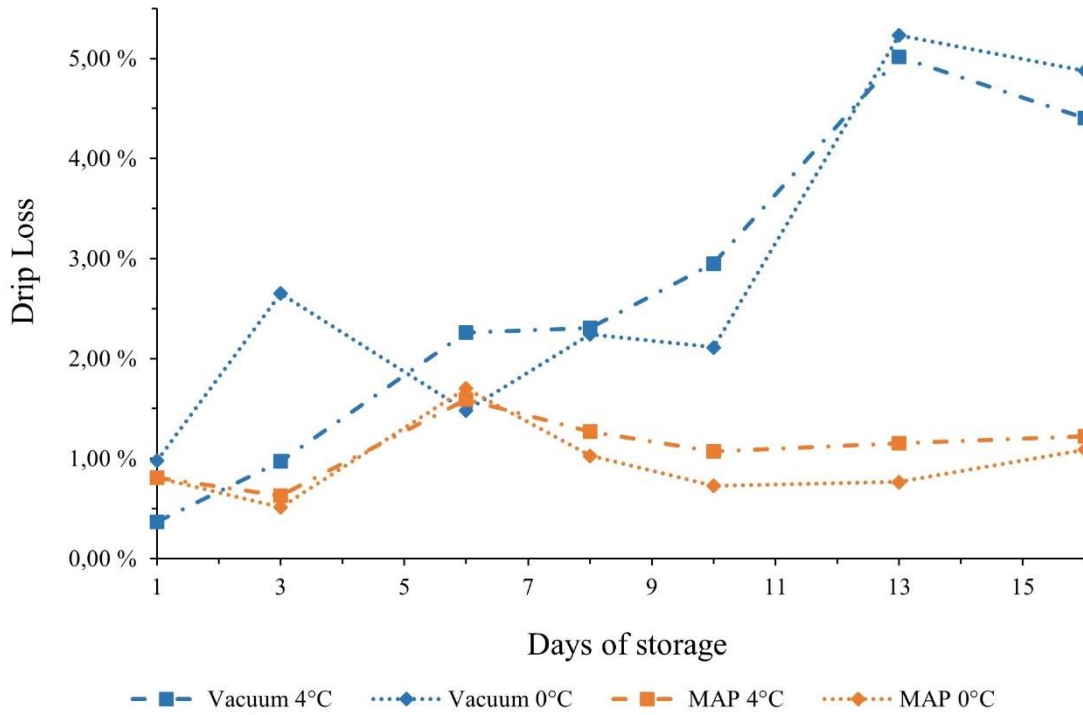 5,00 %
4,00 %
3,00 %
2,00 %
1,00 %
0,00 %
Drip Loss
1 3 5 7 9 11 13 15
Days of storage
Vacuum 4°C Vacuum 0°C MAP 4°C MAP 0°C